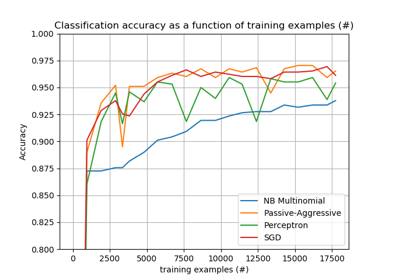 Classification accuracy as a function of training examples (#)
1.000
0.975
0.950
0.925
0.900
0.875
0.850
0.825
0.800
Accuracy
NB Multinomial
Passive-Aggressive
Perceptron
SGD
0 2500 5000 7500 10000 12500 15000 17500
training examples (#)